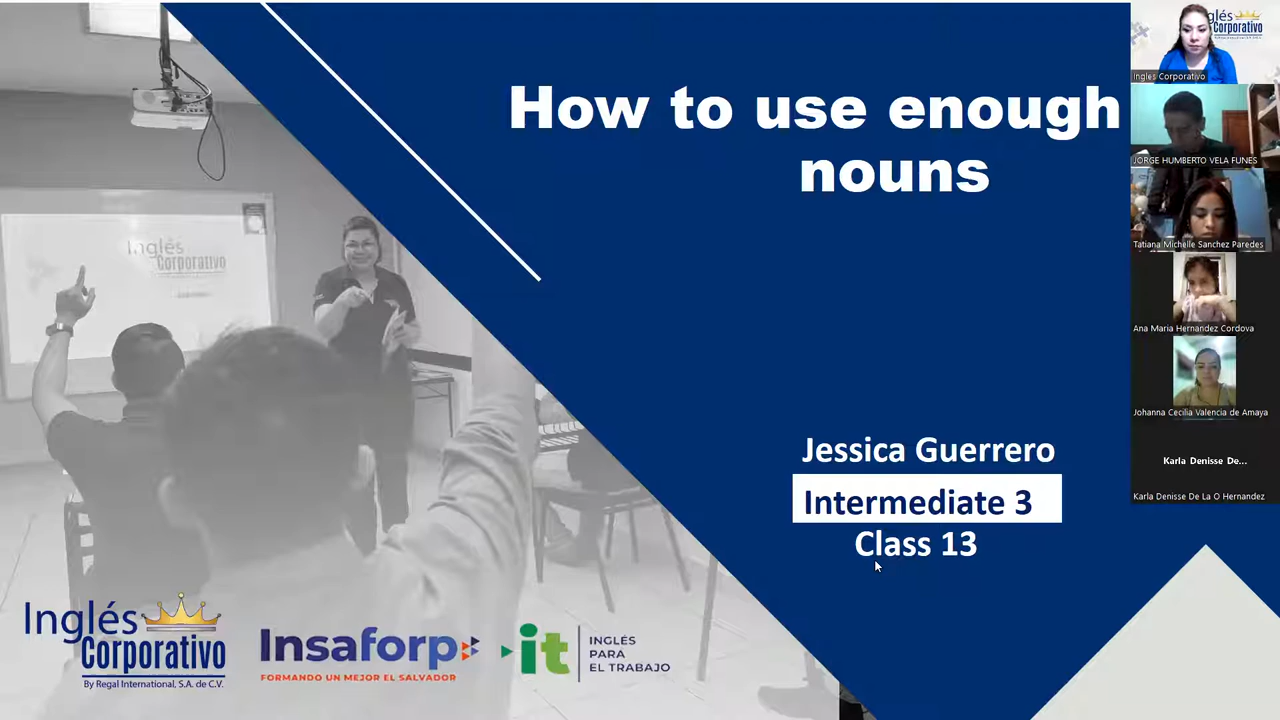 How to use enough
nouns
Jessica Guerrero
Intermediate 3
Class 13
Inglés
Corporativo
Inglés
Corporativo
By Regal International, S.A. de C.V.
Insaforp
FORMANDO UN MEJOR EL SALVADOR
it
INGLÉS
PARA
EL TRABAJO
glés
Corporativo
Ingles Corporativo
JORGE HUMBERTO VELA FUNES
Tatiana Michelle Sanchez Paredes
Ana Maria Hernandez Cordova
Johanna Cecilia Valencia de Amaya
Karla Denisse De...
Karla Denisse De La O Hernandez